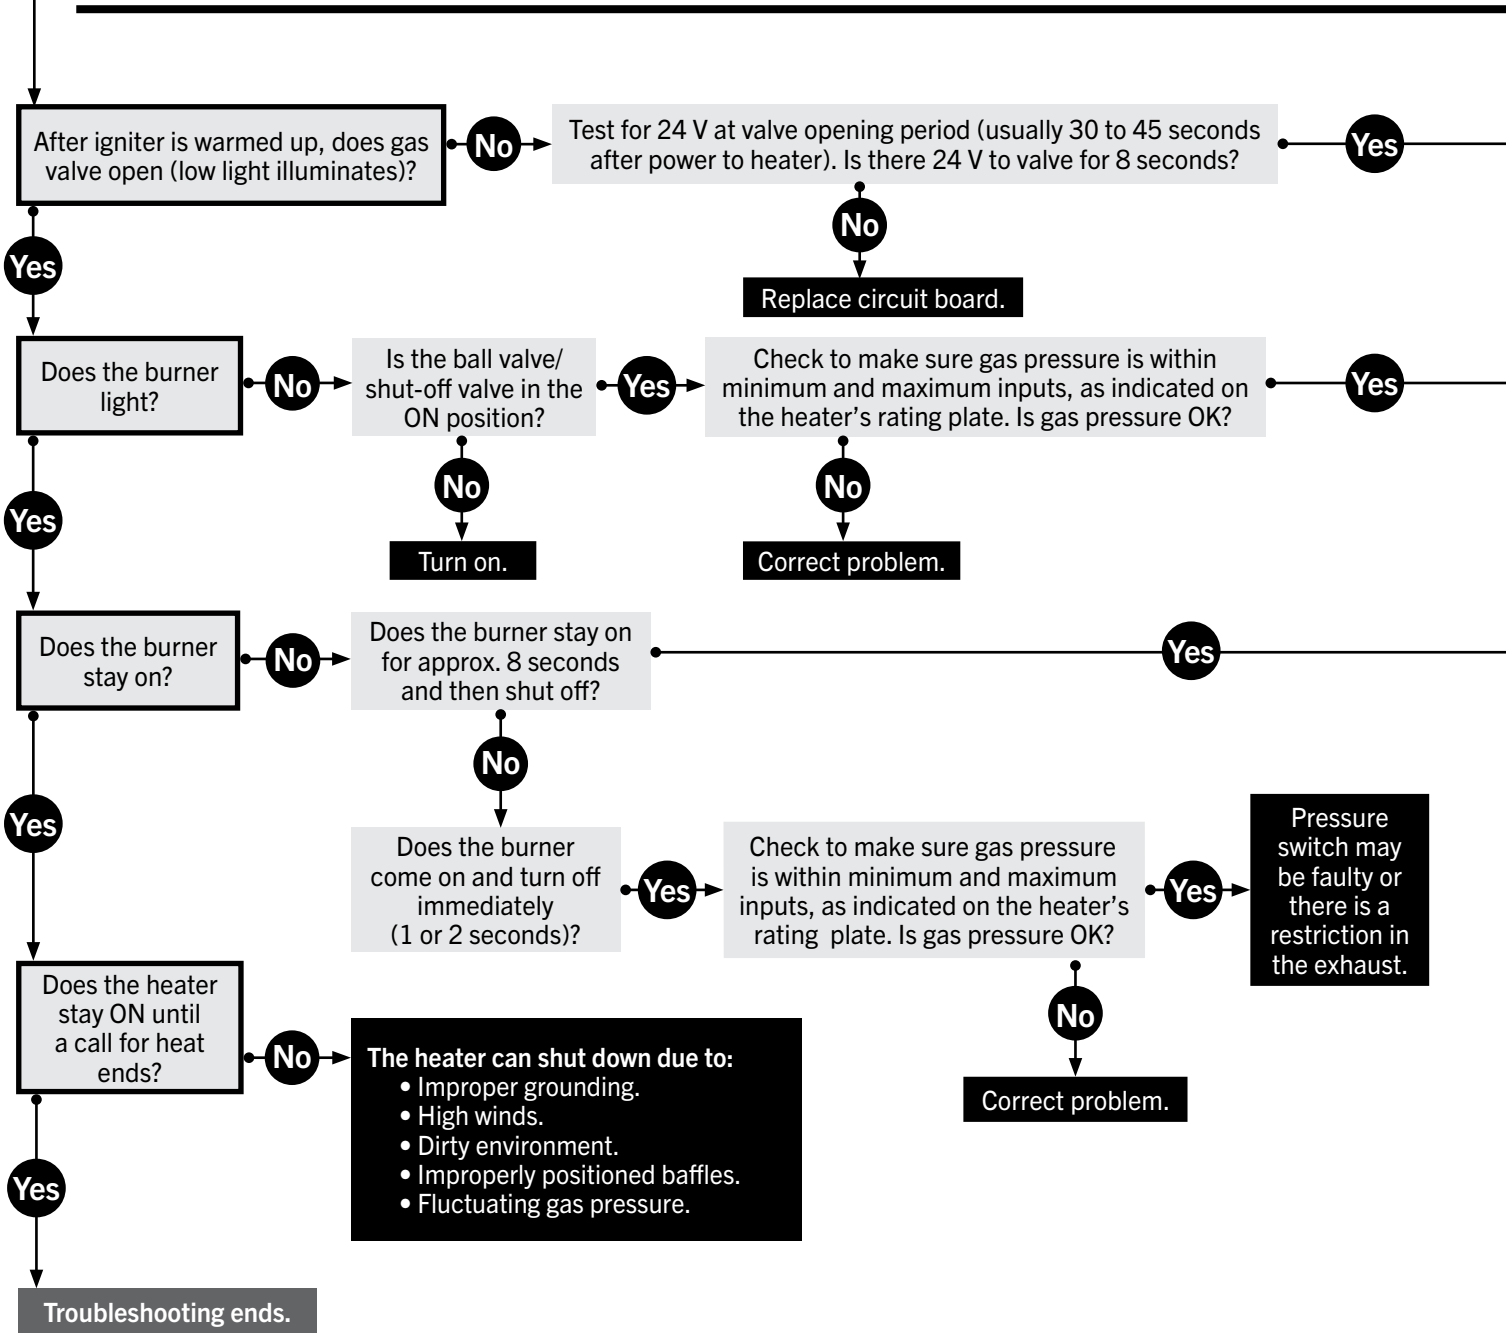 After igniter is warmed up, does gas
valve open (low light illuminates)?
No
Test for 24 V at valve opening period (usually 30 to 45 seconds
after power to heater). Is there 24 V to valve for 8 seconds?
Yes
No
Replace circuit board.
Yes
Does the burner
light?
No
Is the ball valve/
shut-off valve in the
ON position?
Yes
Check to make sure gas pressure is within
minimum and maximum inputs, as indicated on
the heater's rating plate. Is gas pressure OK?
Yes
No
Turn on.
No
Correct problem.
Yes
Does the burner
stay on?
No
Does the burner stay on
for approx. 8 seconds
and then shut off?
Yes
No
Does the burner
come on and turn off
immediately
(1 or 2 seconds)?
Yes
Check to make sure gas pressure
is within minimum and maximum
inputs, as indicated on the heater's
rating plate. Is gas pressure OK?
Yes
Pressure
switch may
be faulty or
there is a
restriction in
the exhaust.
No
Correct problem.
Yes
Does the heater
stay ON until
a call for heat
ends?
No
The heater can shut down due to:
• Improper grounding.
• High winds.
• Dirty environment.
• Improperly positioned baffles.
• Fluctuating gas pressure.
Yes
Troubleshooting ends.